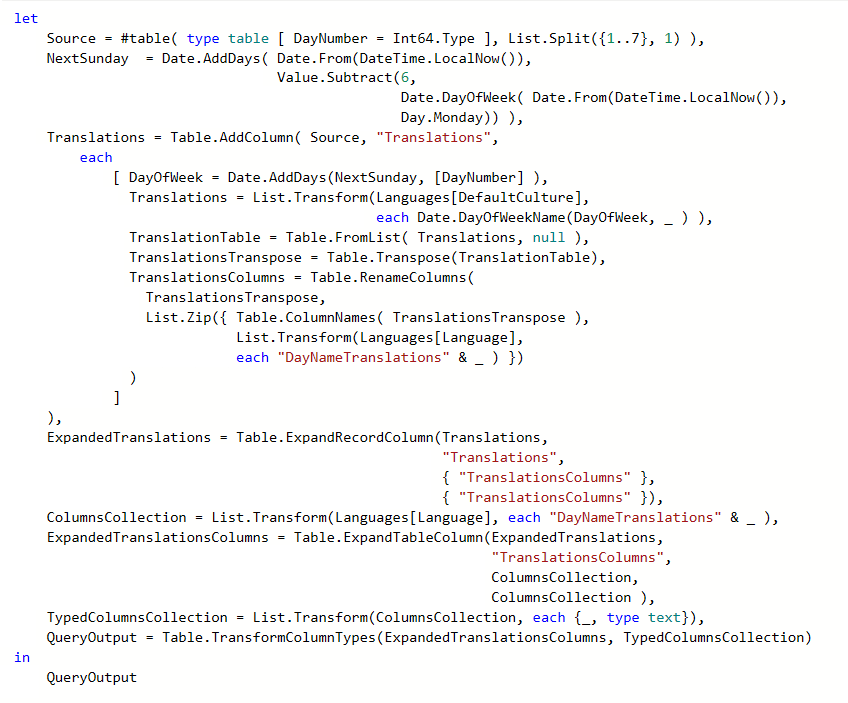 let
    Source = #table( type table [ DayNumber = Int64.Type ], List.Split({1..7}, 1) ),
    NextSunday  = Date.AddDays( Date.From(DateTime.LocalNow()),
                                Value.Subtract(6,
                                               Date.DayOfWeek( Date.From(DateTime.LocalNow()),
                                               Day.Monday)) ),
    Translations = Table.AddColumn( Source, "Translations",
        each
            [ DayOfWeek = Date.AddDays(NextSunday, [DayNumber] ),
              Translations = List.Transform(Languages[DefaultCulture],
                                            each Date.DayOfWeekName(DayOfWeek, _ ) ),
              TranslationTable = Table.FromList( Translations, null ),
              TranslationsTranspose = Table.Transpose(TranslationTable),
              TranslationsColumns = Table.RenameColumns(
                TranslationsTranspose,
                List.Zip({ Table.ColumnNames( TranslationsTranspose ),
                           List.Transform(Languages[Language],
                           each "DayNameTranslations" & _ ) })
              )
            ]
    ),
    ExpandedTranslations = Table.ExpandRecordColumn(Translations,
                                                    "Translations",
                                                    { "TranslationsColumns" },
                                                    { "TranslationsColumns" }),
    ColumnsCollection = List.Transform(Languages[Language], each "DayNameTranslations" & _ ),
    ExpandedTranslationsColumns = Table.ExpandTableColumn(ExpandedTranslations,
                                                          "TranslationsColumns",
                                                          ColumnsCollection,
                                                          ColumnsCollection ),
    TypedColumnsCollection = List.Transform(ColumnsCollection, each {_, type text}),
    QueryOutput = Table.TransformColumnTypes(ExpandedTranslationsColumns, TypedColumnsCollection)
in
    QueryOutput